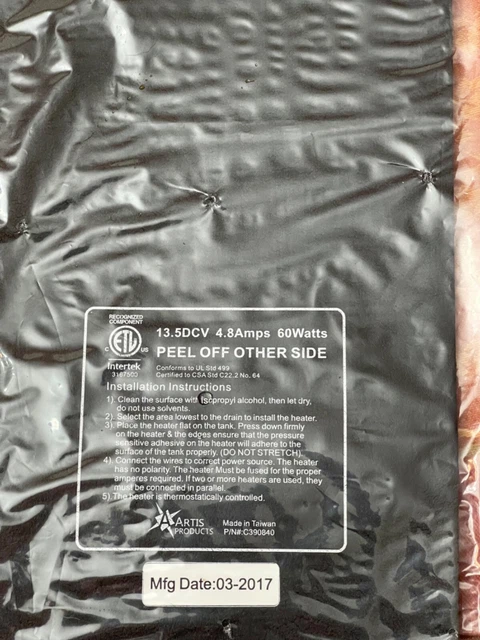 RECOGNIZED
COMPONENT
C ETL US
Intertek
3167503
13.5DCV 4.8Amps 60Watts
PEEL OFF OTHER SIDE
Conforms to UL Std 499
Certified to CSA Std C22.2 No. 64
Installation Instructions
1). Clean the surface with Isopropyl alcohol, then let dry,
do not use solvents.
2). Select the area lowest to the drain to install the heater.
3). Place the heater flat on the tank. Press down firmly
on the heater & the edges ensure that the pressure
sensitive adhesive on the heater will adhere to the
surface of the tank properly. (DO NOT STRETCH).
4). Connect the wires to correct power source. The heater
has no polarity. The heater Must be fused for the proper
amperes required. If two or more heaters are used, they
must be connected in parallel.
5).The heater is thermostatically controlled.
ARTIS
PRODUCTS
Made in Taiwan
P/N#:C390840
Mfg Date:03-2017